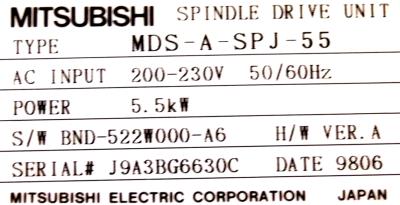 MITSUBISHI SPINDLE DRIVE UNIT
TYPE MDS-A-SPJ-55
AC INPUT 200-230V 50/60Hz
POWER 5.5kW
S/W BND-522W000-A6 H/W VER.A
SERIAL# J9A3BG6630C DATE 9806
MITSUBISHI ELECTRIC CORPORATION JAPAN